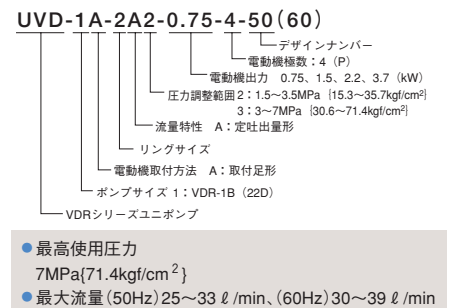 UVD-1A-2A2-0.75-4-50(60)
デザインナンバー
電動機極数：4（P）
電動機出力 0.75、1.5、2.2、3.7（kW）
圧力調整範囲 2：1.5～3.5MPa {15.3～35.7kgf/cm²}
3：3～7MPa {30.6～71.4kgf/cm²}
流量特性 A：定吐出量形
リングサイズ
電動機取付方法 A：取付足形
ポンプサイズ 1：VDR-1B（22D）
VDRシリーズユニポンプ
●最高使用圧力
7MPa{71.4kgf/cm²}
●最大流量（50Hz）25～33ℓ/min、（60Hz）30～39ℓ/min